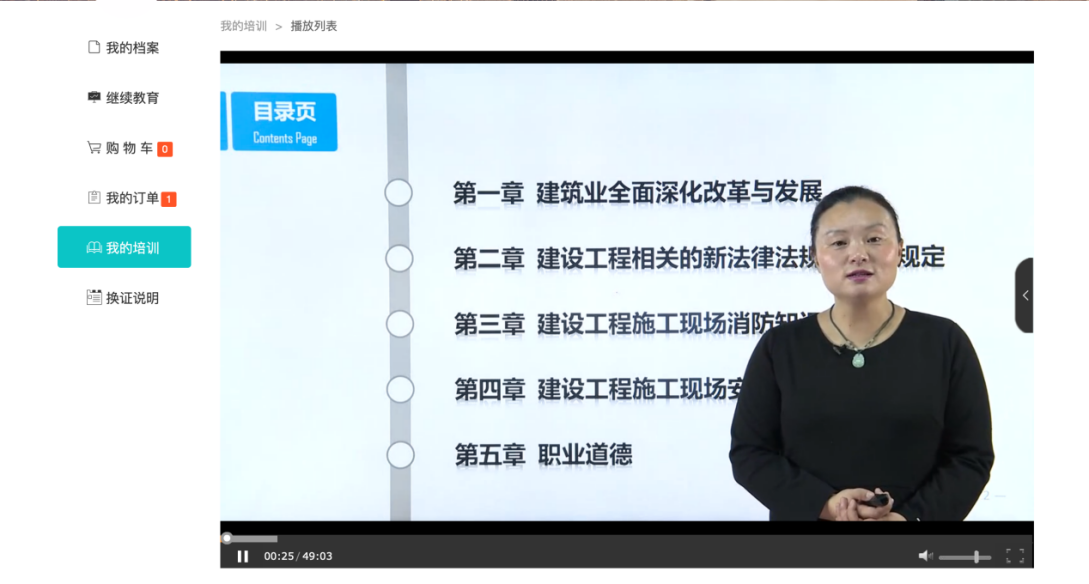 我的培训 > 播放列表
我的档案
继续教育
购 物 车 0
我的订单 1
我的培训
换证说明
目录页
Contents Page
第一章 建筑业全面深化改革与发展
第二章 建设工程相关的新法律法规 规定
第三章 建设工程施工现场消防知
第四章 建设工程施工现场安
第五章 职业道德
2
00:25/49:03